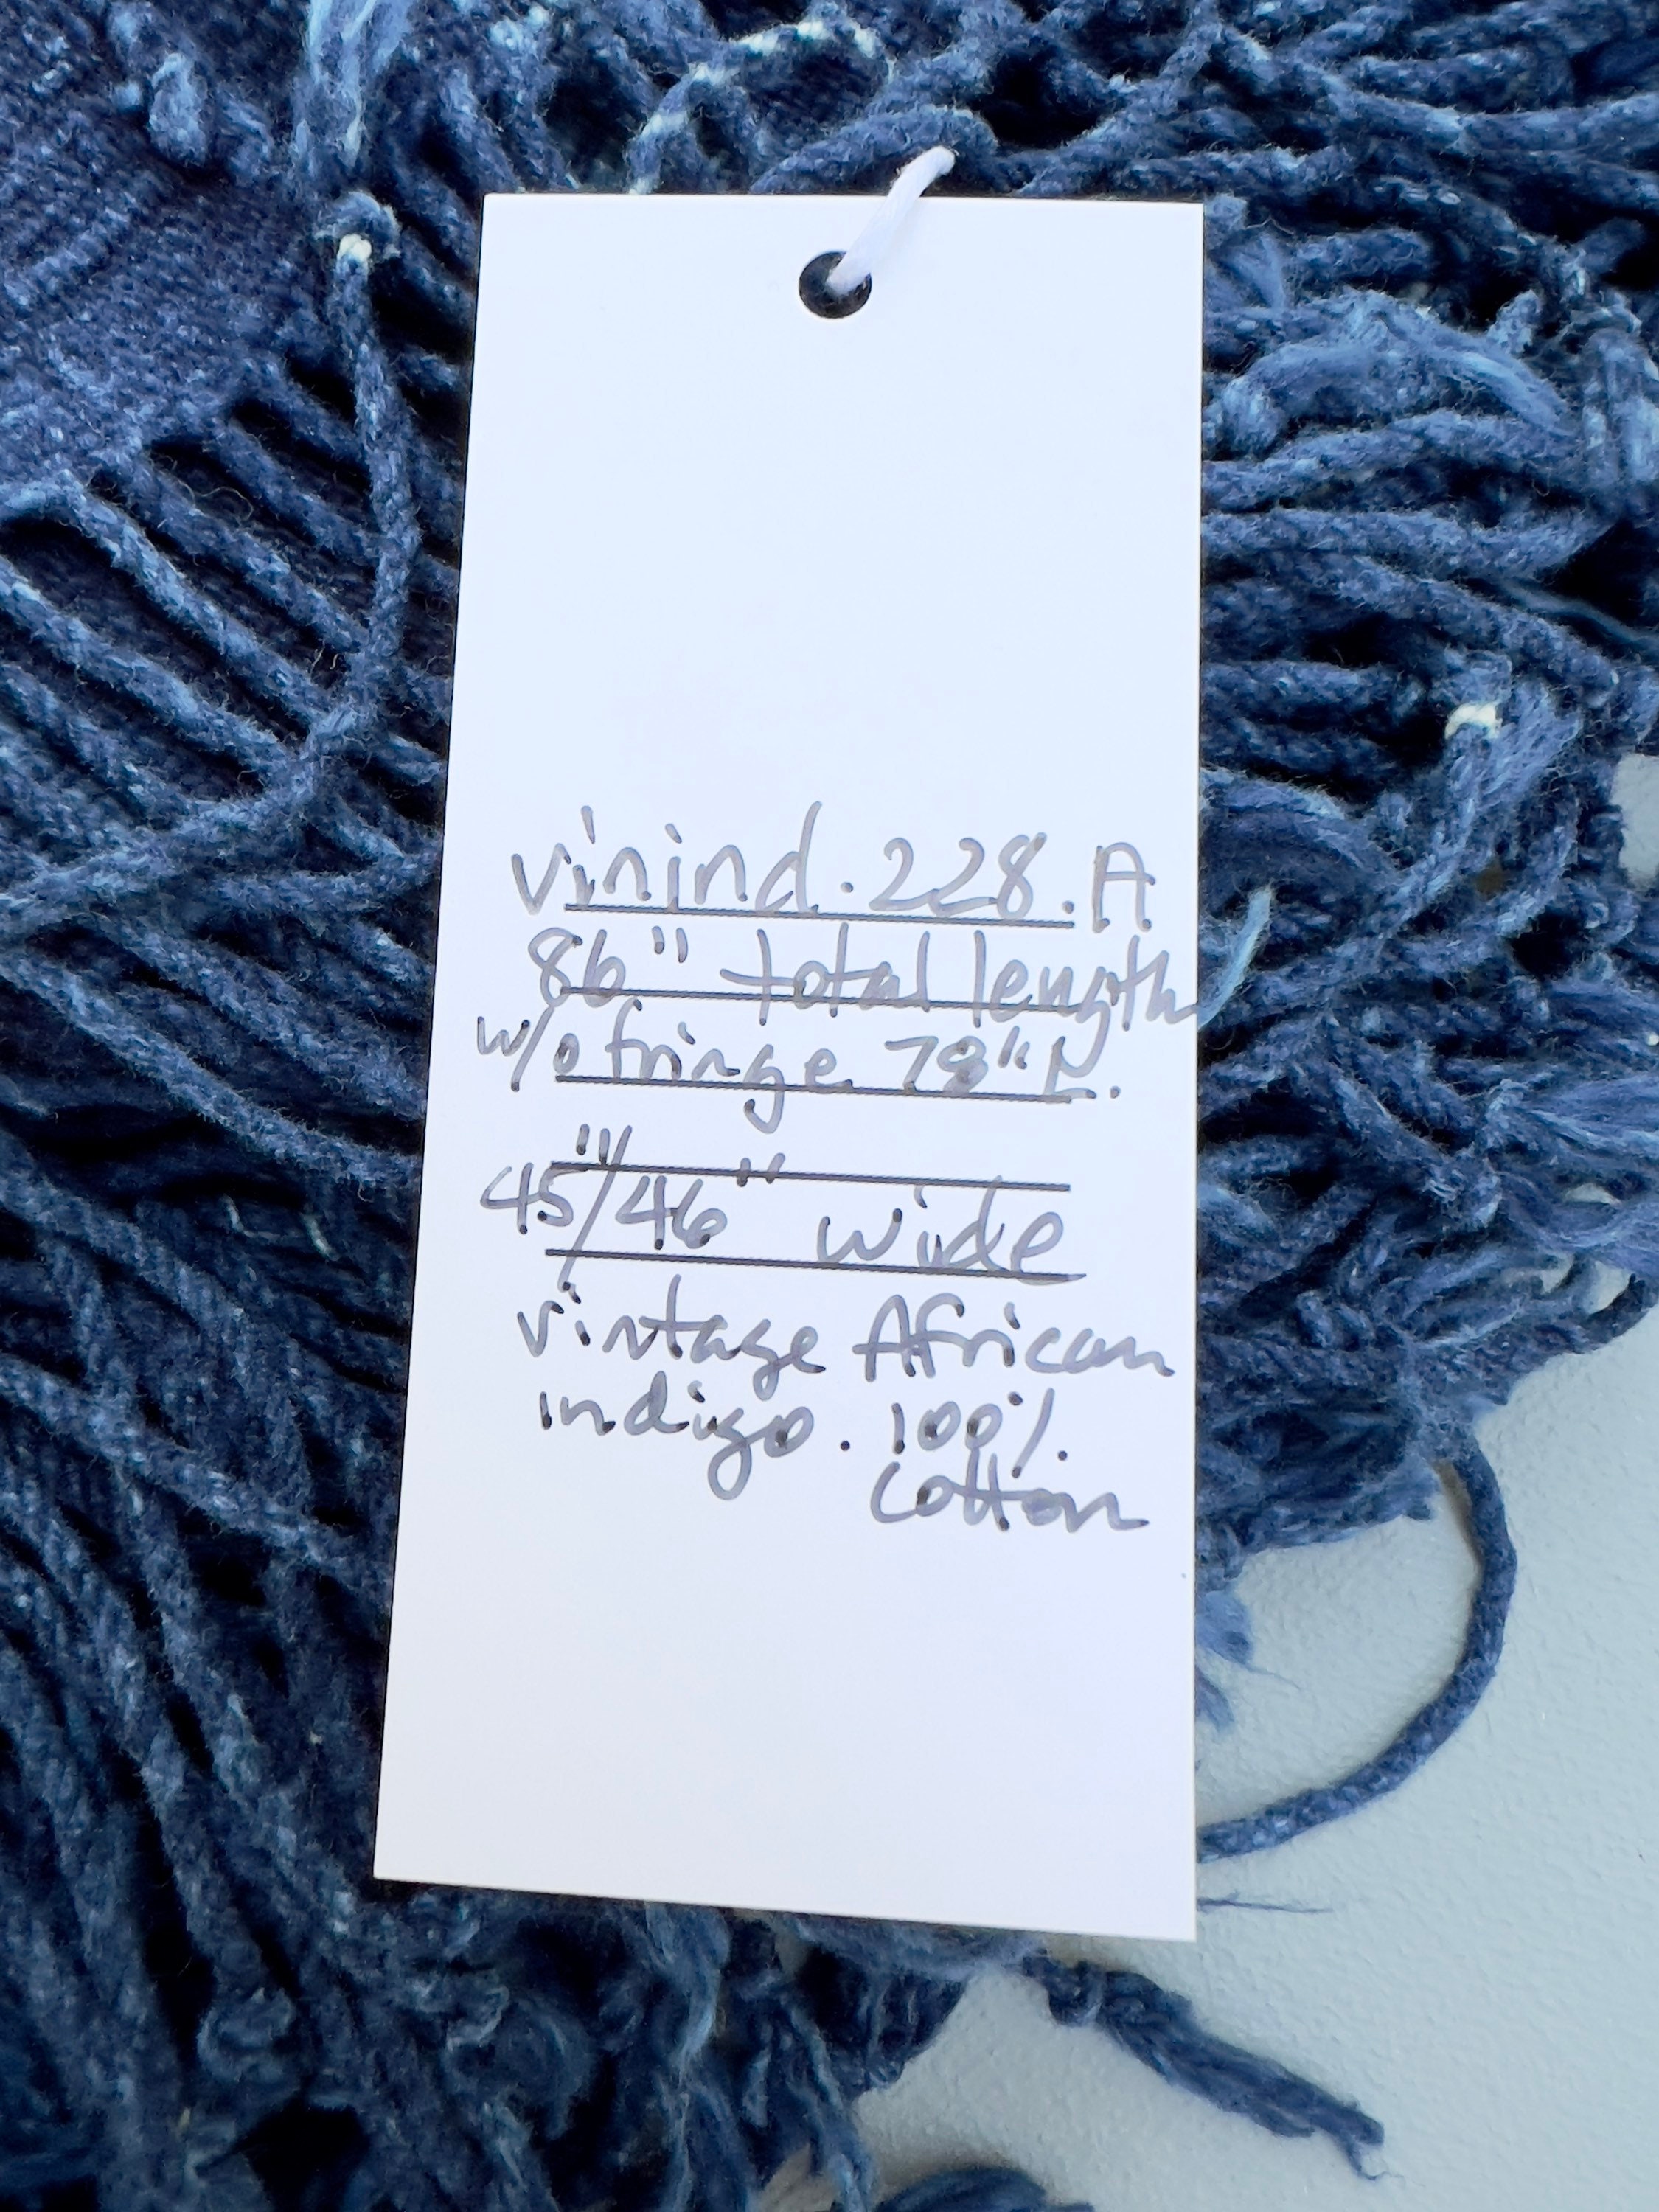 vinind.228.A
86" total length
w/o fringe 78" L.
45"/46" wide
vintage African
indigo. 100%
cotton